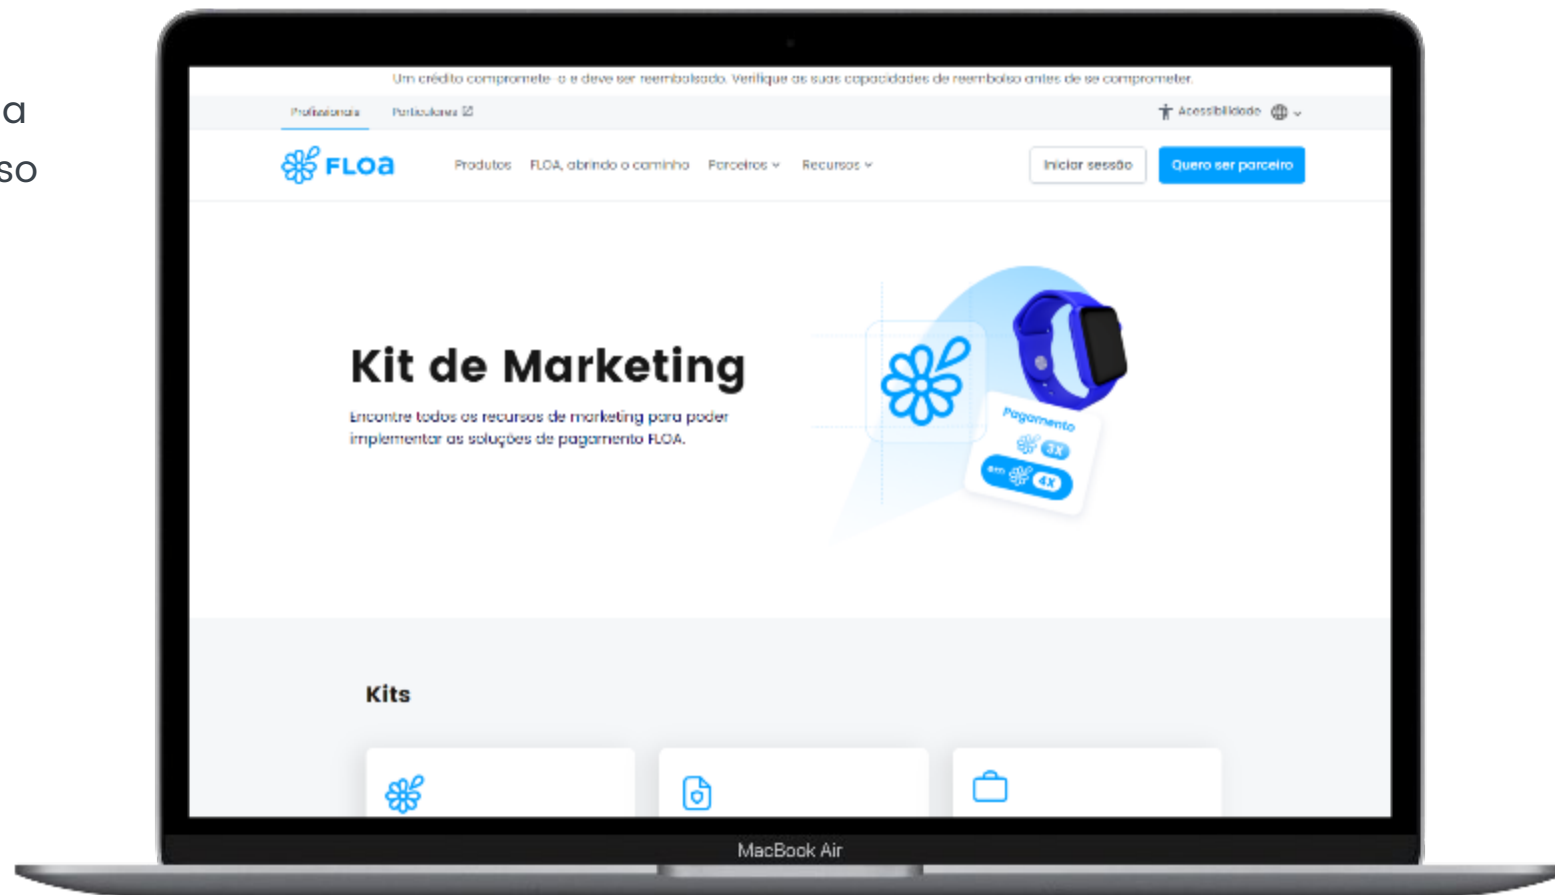 a
so
Um crédito compromete-o e deve ser reembolsado. Verifique as suas capacidades de reembolso antes de se comprometer.
Profissionais Particulares Acessibilidade
FLOa Produtos FLOA, abrindo o caminho Parceiros Recursos Iniciar sessão Quero ser parceiro
Kit de Marketing
Encontre todos os recursos de marketing para poder
implementar as soluções de pagamento FLOA.
Pagamento
3X
em 4X
Kits
MacBook Air